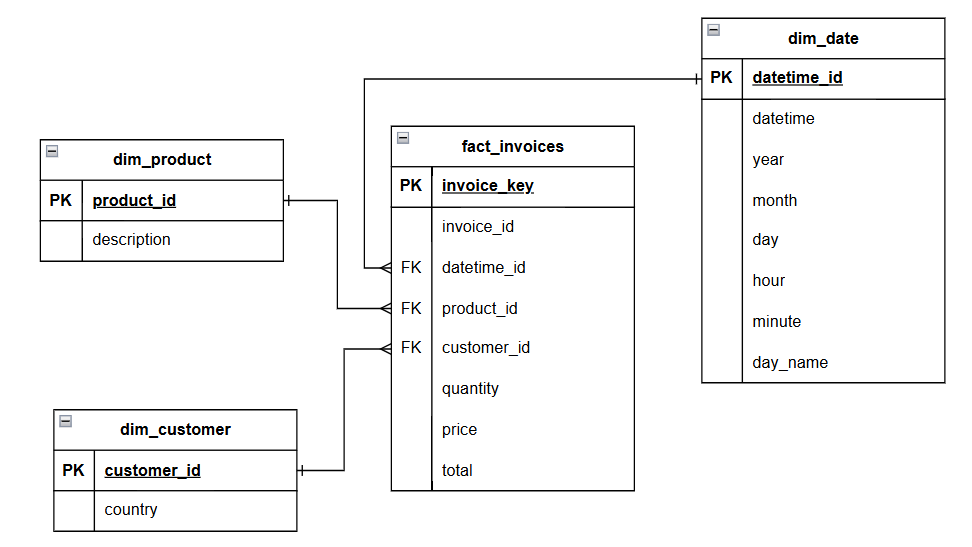 dim_date
PK datetime_id
datetime
year
month
day
hour
minute
day_name
fact_invoices
PK invoice_key
invoice_id
FK datetime_id
FK product_id
FK customer_id
quantity
price
total
dim_product
PK product_id
description
dim_customer
PK customer_id
country